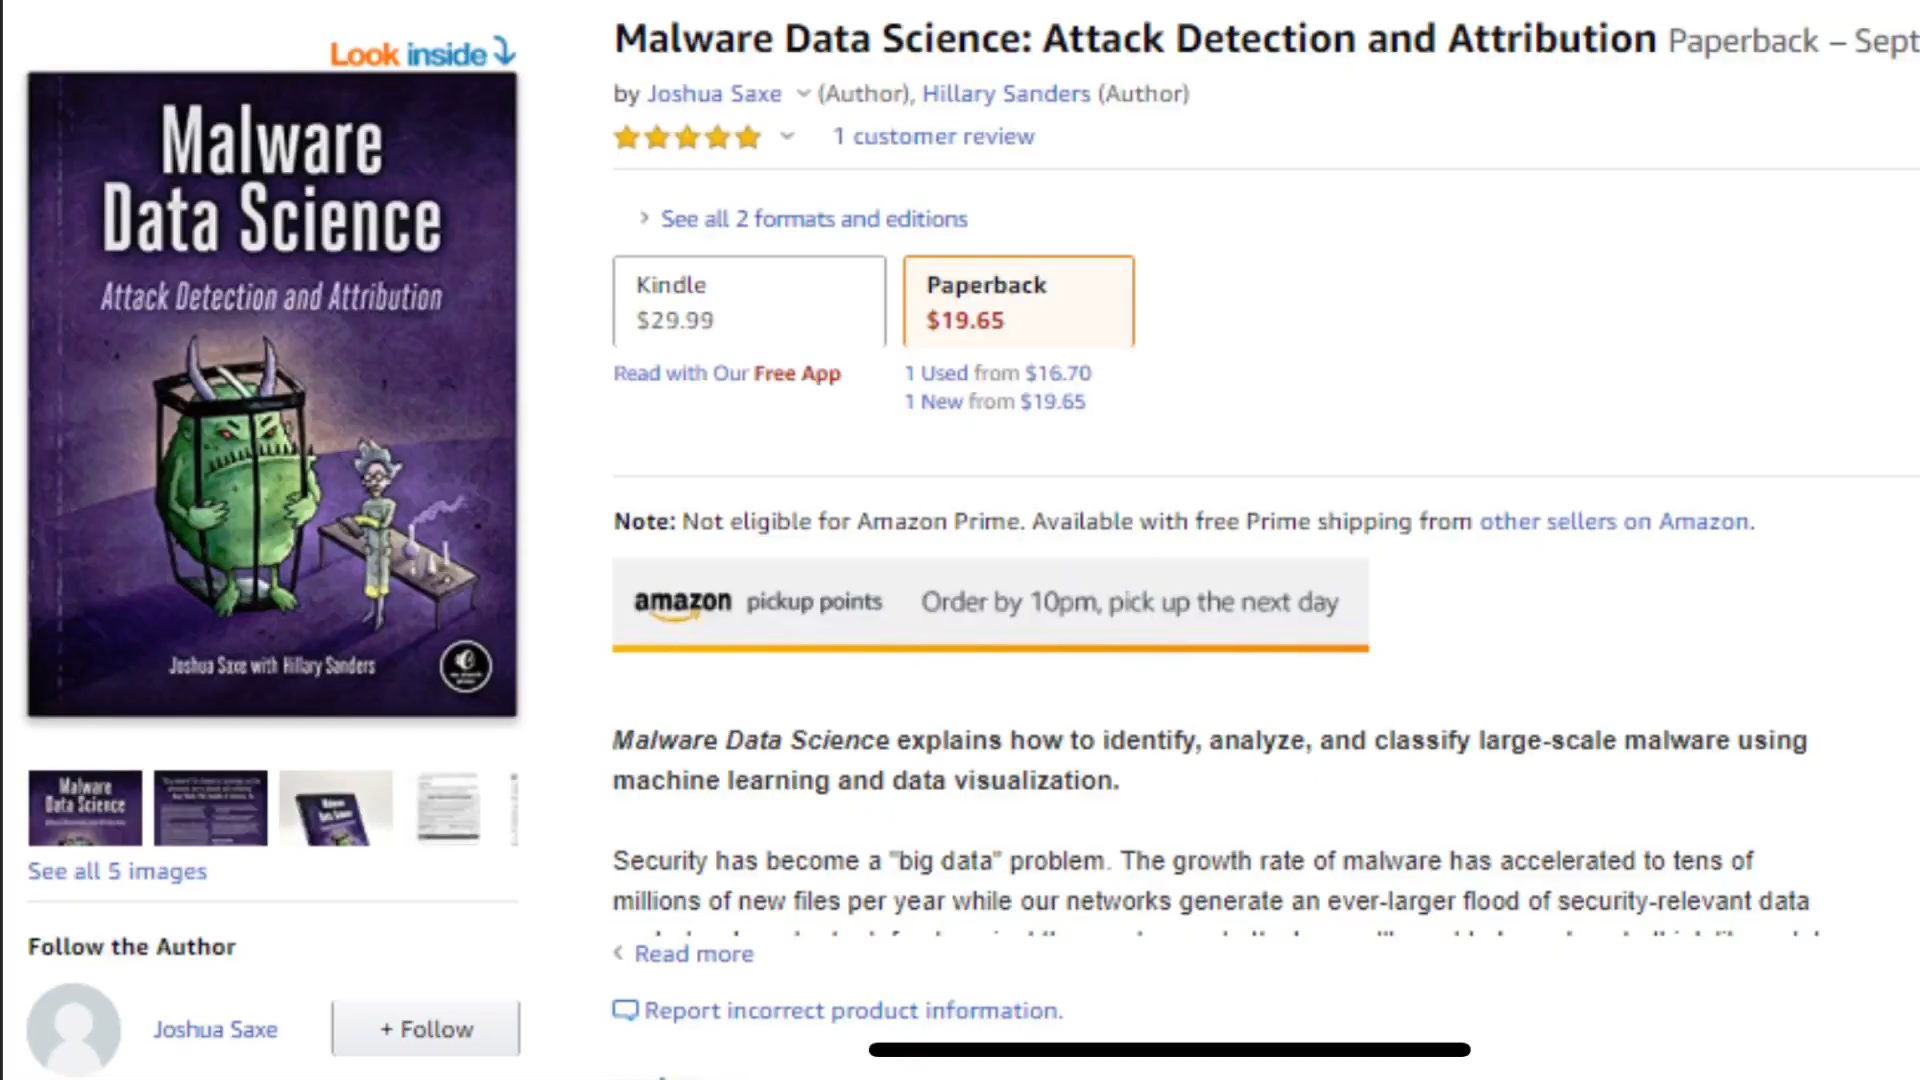 Look inside
Malware
Data Science
Attack Detection and Attribution
Joshua Saxe with Hillary Sanders
Malware
Data Science
See all 5 images
Follow the Author
Joshua Saxe
+ Follow
Malware Data Science: Attack Detection and Attribution Paperback – Sept
by Joshua Saxe (Author), Hillary Sanders (Author)
1 customer review
See all 2 formats and editions
Kindle
$29.99
Paperback
$19.65
Read with Our Free App
1 Used from $16.70
1 New from $19.65
Note: Not eligible for Amazon Prime. Available with free Prime shipping from other sellers on Amazon.
amazon pickup points Order by 10pm, pick up the next day
Malware Data Science explains how to identify, analyze, and classify large-scale malware using
machine learning and data visualization.
Security has become a "big data" problem. The growth rate of malware has accelerated to tens of
millions of new files per year while our networks generate an ever-larger flood of security-relevant data
Read more
Report incorrect product information.